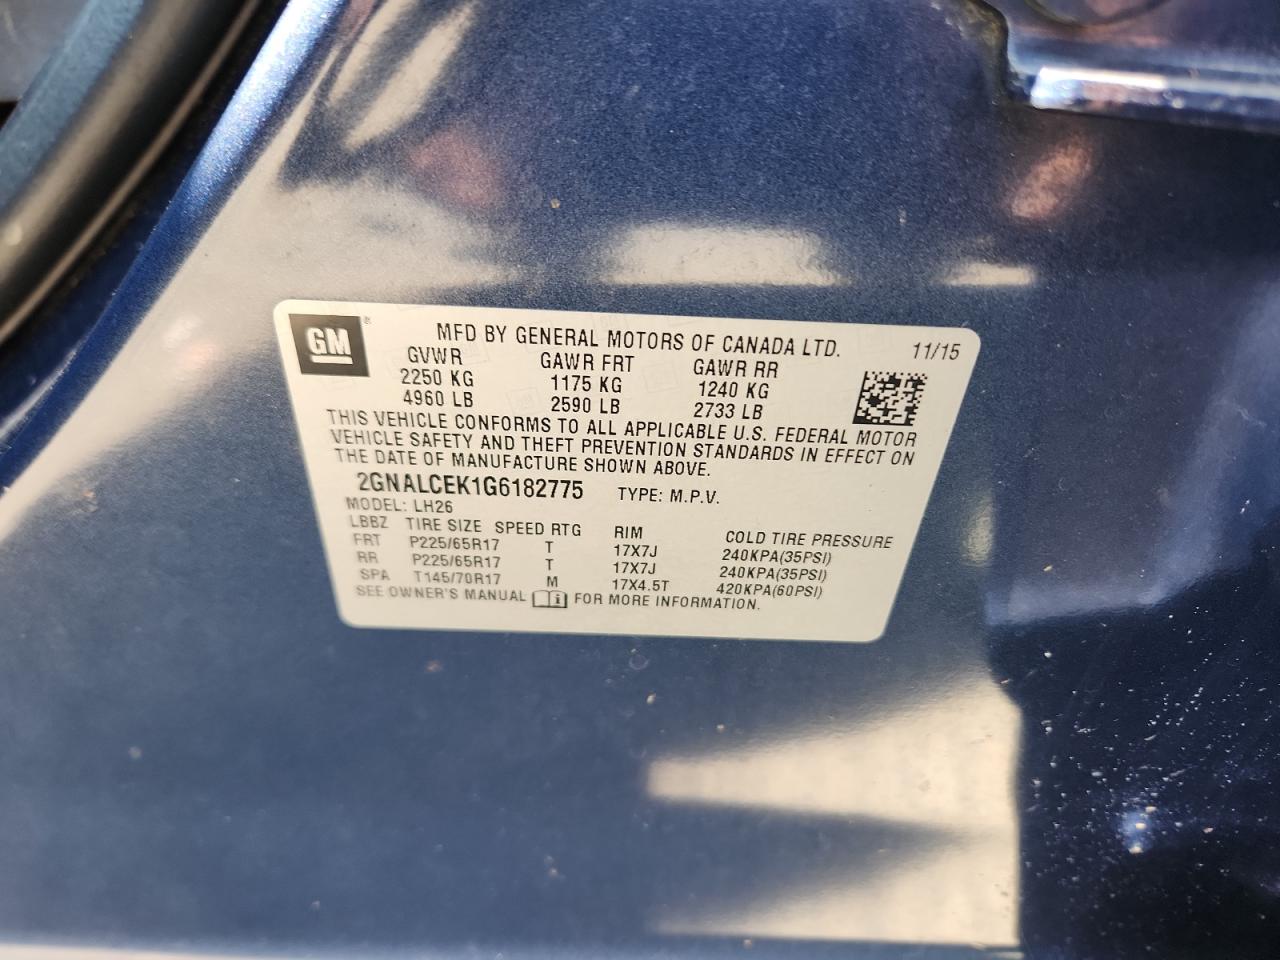 GM ®
MFD BY GENERAL MOTORS OF CANADA LTD. 11/15
GVWR GAWR FRT GAWR RR
2250 KG 1175 KG 1240 KG
4960 LB 2590 LB 2733 LB
THIS VEHICLE CONFORMS TO ALL APPLICABLE U.S. FEDERAL MOTOR
VEHICLE SAFETY AND THEFT PREVENTION STANDARDS IN EFFECT ON
THE DATE OF MANUFACTURE SHOWN ABOVE.
2GNALCEK1G6182775 TYPE: M.P.V.
MODEL: LH26
LBBZ TIRE SIZE SPEED RTG RIM COLD TIRE PRESSURE
FRT P225/65R17 T 17X7J 240KPA(35PSI)
RR P225/65R17 T 17X7J 240KPA(35PSI)
SPA T145/70R17 M 17X4.5T 420KPA(60PSI)
SEE OWNER'S MANUAL i FOR MORE INFORMATION.